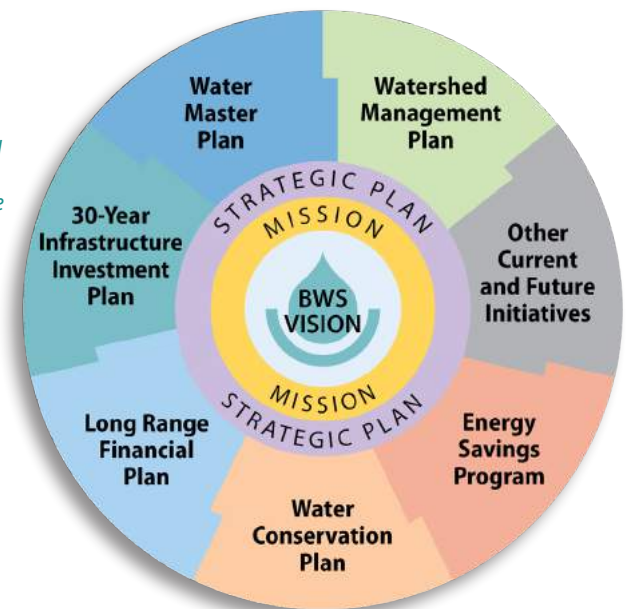 Water
Master
Plan
Watershed
Management
Plan
Other
Current
and Future
Initiatives
Energy
Savings
Program
Water
Conservation
Plan
Long Range
Financial
Plan
30-Year
Infrastructure
Investment
Plan
STRATEGIC PLAN
MISSION
BWS
VISION
MISSION
STRATEGIC PLAN